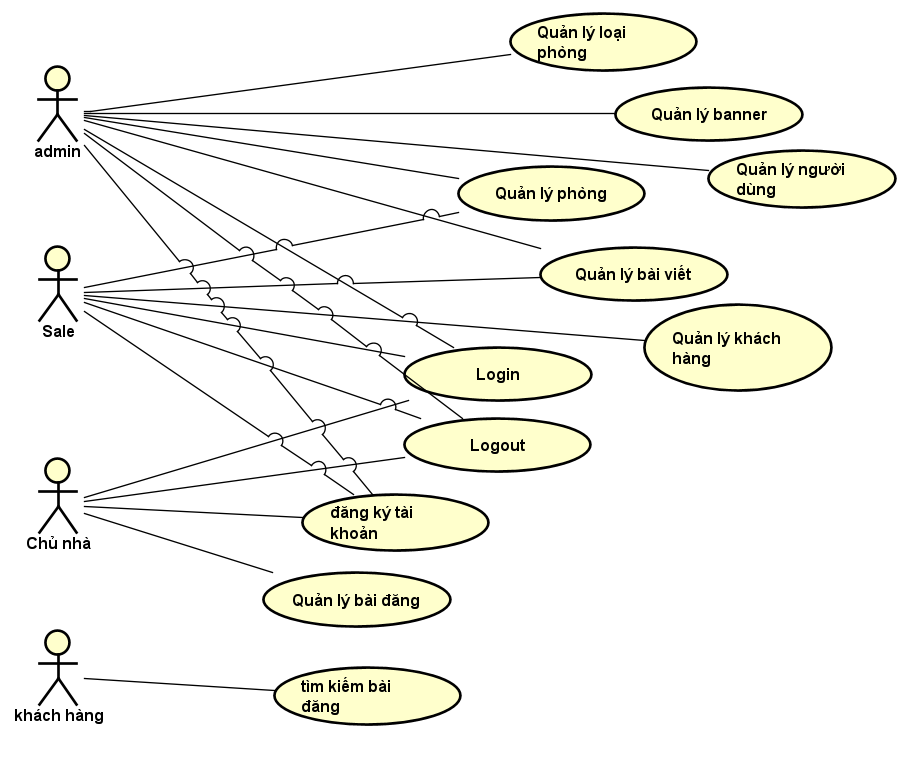 Quản lý loại
phòng
Quản lý banner
admin
Quản lý người
dùng
Quản lý phòng
Quản lý bài viết
Sale
Quản lý khách
hàng
Login
Logout
đăng ký tài
khoản
Chủ nhà
Quản lý bài đăng
tìm kiếm bài
đăng
khách hàng